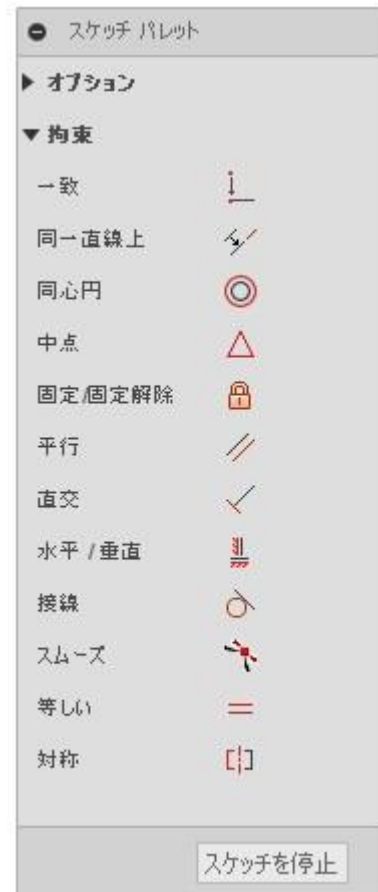 スケッチ パレット
オプション
拘束
一致
同一直線上
同心円
中点
固定/固定解除
平行
直交
水平 / 垂直
接線
スムーズ
等しい
対称
スケッチを停止